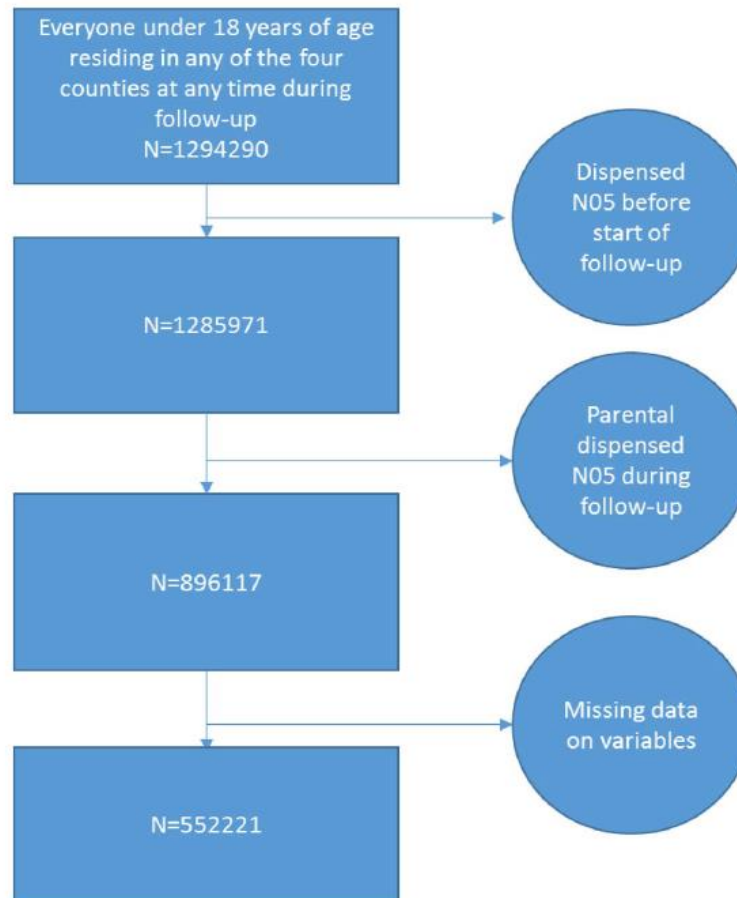 Everyone under 18 years of age
residing in any of the four
counties at any time during
follow-up
N=1294290
Dispensed
N05 before
start of
follow-up
N=1285971
Parental
dispensed
N05 during
follow-up
N=896117
Missing data
on variables
N=552221